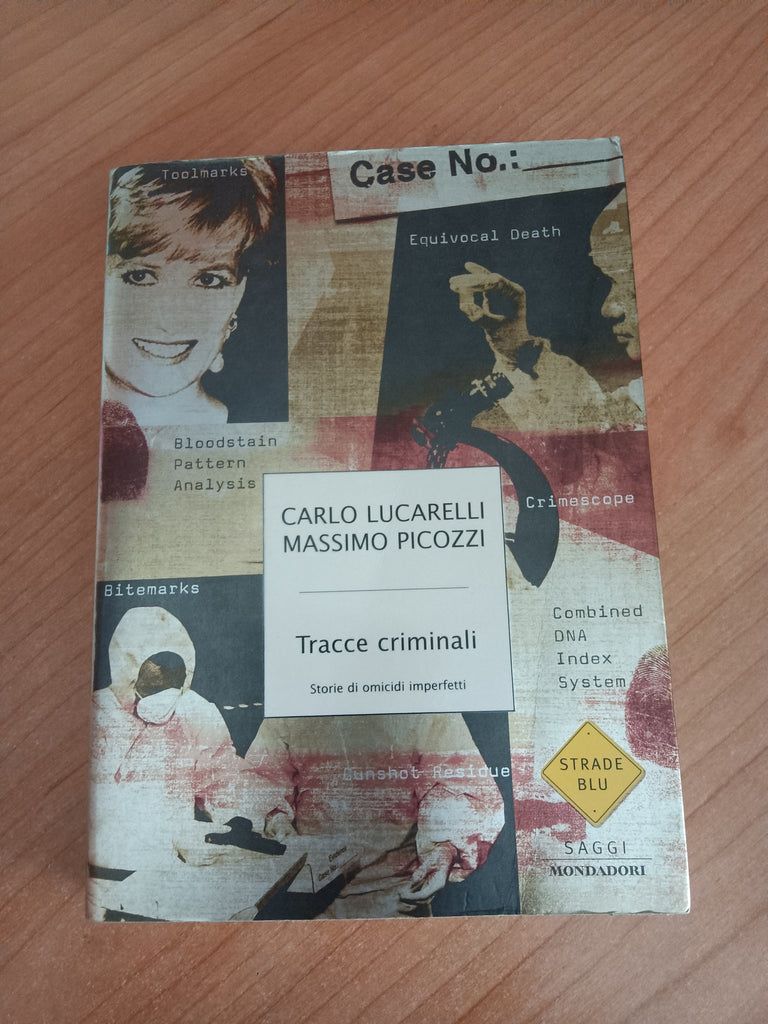 Toolmarks
Case No.:
Equivocal Death
Bloodstain
Pattern
Analysis
Crimescope
CARLO LUCARELLI
MASSIMO PICOZZI
Tracce criminali
Storie di omicidi imperfetti
Bitemarks
Combined
DNA
Index
System
Gunshot Residue
STRADE
BLU
SAGGI
MONDADORI